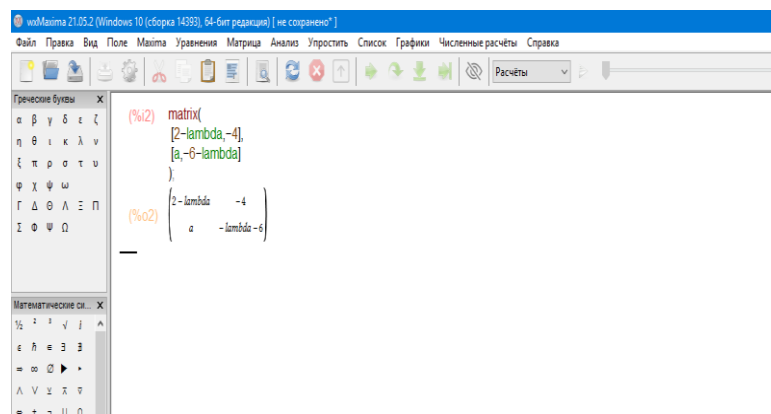 wxMaxima 21.05.2 (Windows 10 (сборка 14393), 64-бит редакция) [ не сохранено* ]
Файл Правка Вид Поле Maxima Уравнения Матрица Анализ Упростить Список Графики Численные расчёты Справка
Расчёты
Греческие буквы X
α β γ δ ε ζ
η θ ι κ λ ν
ξ π ρ σ τ υ
φ χ ψ ω
Γ Δ Θ Λ Ξ Π
Σ Φ Ψ Ω
(%i2) matrix(
[2-lambda,-4],
[a,-6-lambda]
);
(%o2)
2 - lambda -4
a - lambda - 6
Математические си... X
½ ² ³ √ i
ε ℏ ∈ ∃ ∄
⇒ ∞ Ø ▶ ‣
∧ ∨ ⊻ ⊼ ⊽